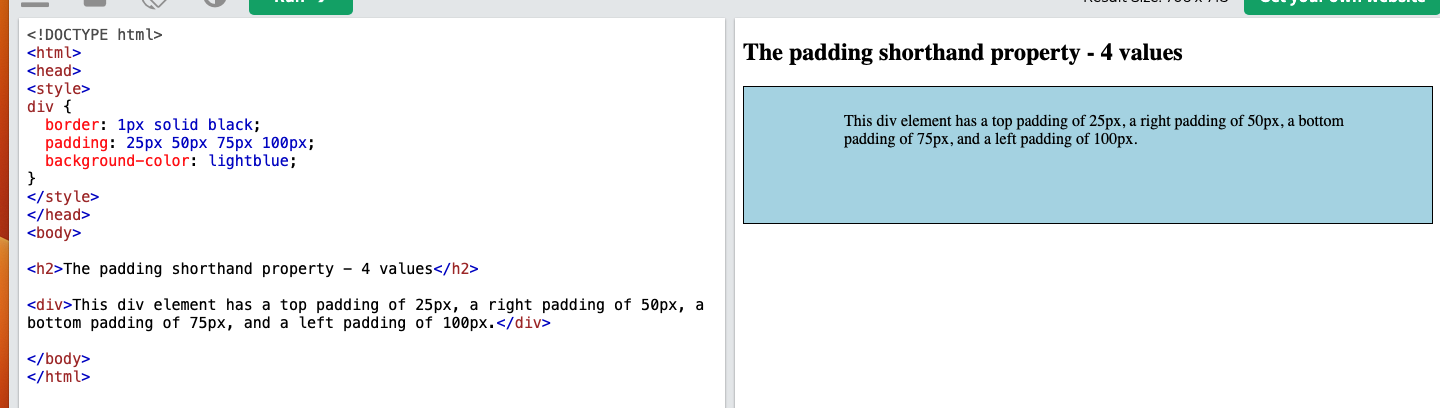 <!DOCTYPE html>
<html>
<head>
<style>
div {
  border: 1px solid black;
  padding: 25px 50px 75px 100px;
  background-color: lightblue;
}
</style>
</head>
<body>
<h2>The padding shorthand property - 4 values</h2>
<div>This div element has a top padding of 25px, a right padding of 50px, a
bottom padding of 75px, and a left padding of 100px.</div>
</body>
</html>
The padding shorthand property - 4 values
This div element has a top padding of 25px, a right padding of 50px, a bottom
padding of 75px, and a left padding of 100px.